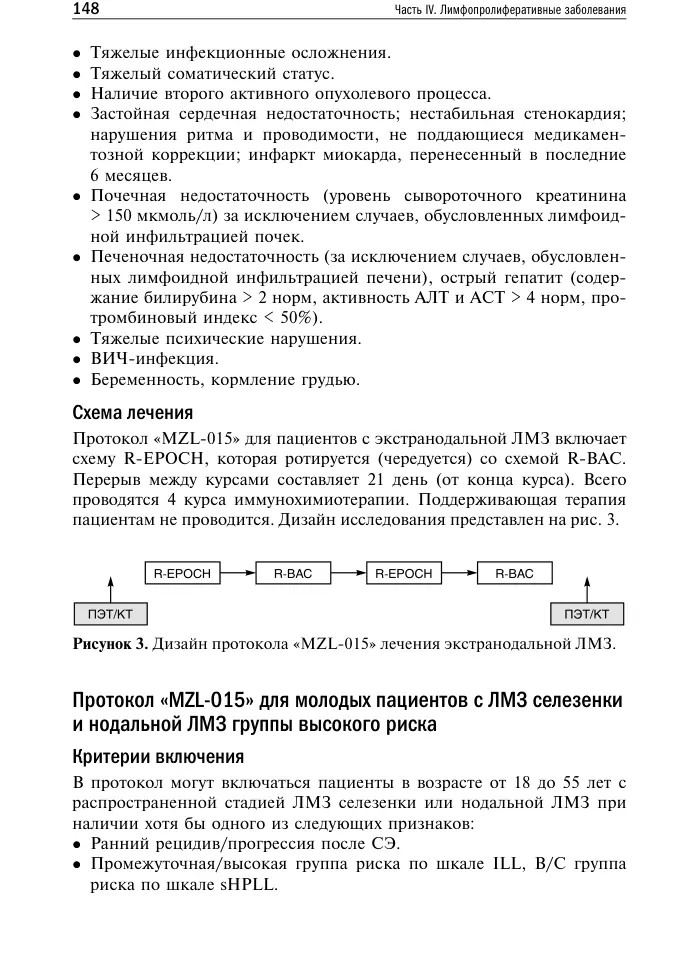 148
Часть IV. Лимфопролиферативные заболевания
• Тяжелые инфекционные осложнения.
• Тяжелый соматический статус.
• Наличие второго активного опухолевого процесса.
• Застойная сердечная недостаточность; нестабильная стенокардия;
нарушения ритма и проводимости, не поддающиеся медикамен-
тозной коррекции; инфаркт миокарда, перенесенный в последние
6 месяцев.
• Почечная недостаточность (уровень сывороточного креатинина
> 150 мкмоль/л) за исключением случаев, обусловленных лимфоид-
ной инфильтрацией почек.
• Печеночная недостаточность (за исключением случаев, обусловлен-
ных лимфоидной инфильтрацией печени), острый гепатит (содер-
жание билирубина > 2 норм, активность АЛТ и АСТ > 4 норм, про-
тромбиновый индекс < 50%).
• Тяжелые психические нарушения.
• ВИЧ-инфекция.
• Беременность, кормление грудью.
Схема лечения
Протокол «MZL-015» для пациентов с экстранодальной ЛМЗ включает
схему R-EPOCH, которая ротируется (чередуется) со схемой R-BAC.
Перерыв между курсами составляет 21 день (от конца курса). Всего
проводятся 4 курса иммунохимиотерапии. Поддерживающая терапия
пациентам не проводится. Дизайн исследования представлен на рис. 3.
R-EPOCH R-BAC R-EPOCH R-BAC
ПЭТ/КТ ПЭТ/КТ
Рисунок 3. Дизайн протокола «MZL-015» лечения экстранодальной ЛМЗ.
Протокол «MZL-015» для молодых пациентов с ЛМЗ селезенки
и нодальной ЛМЗ группы высокого риска
Критерии включения
В протокол могут включаться пациенты в возрасте от 18 до 55 лет с
распространенной стадией ЛМЗ селезенки или нодальной ЛМЗ при
наличии хотя бы одного из следующих признаков:
• Ранний рецидив/прогрессия после СЭ.
• Промежуточная/высокая группа риска по шкале ILL, B/C группа
риска по шкале sHPLL.